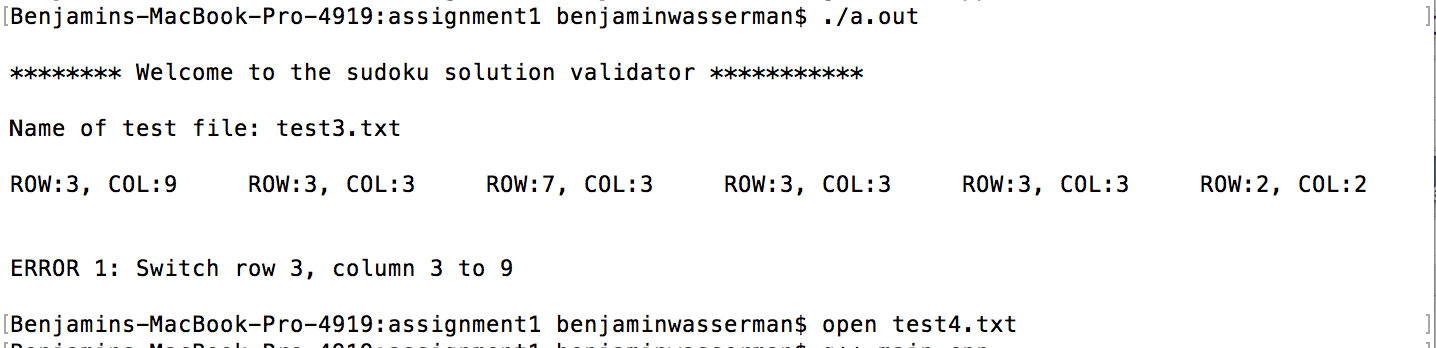 [Benjamins-MacBook-Pro-4919:assignment1 benjaminwasserman$ ./a.out ]
******** Welcome to the sudoku solution validator ***********
Name of test file: test3.txt
ROW:3, COL:9 ROW:3, COL:3 ROW:7, COL:3 ROW:3, COL:3 ROW:3, COL:3 ROW:2, COL:2
ERROR 1: Switch row 3, column 3 to 9
[Benjamins-MacBook-Pro-4919:assignment1 benjaminwasserman$ open test4.txt ]